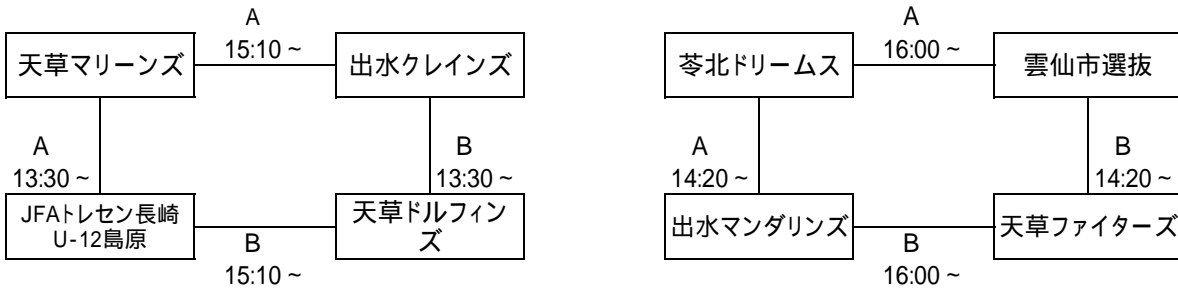 A
15:10 ~
天草マリーンズ
出水クレインズ
A
13:30 ~
B
13:30 ~
JFAトレセン長崎
U-12島原
天草ドルフィン
ズ
B
15:10 ~
A
16:00 ~
苓北ドリームス
雲仙市選抜
A
14:20 ~
B
14:20 ~
出水マンダリンズ
天草ファイターズ
B
16:00 ~